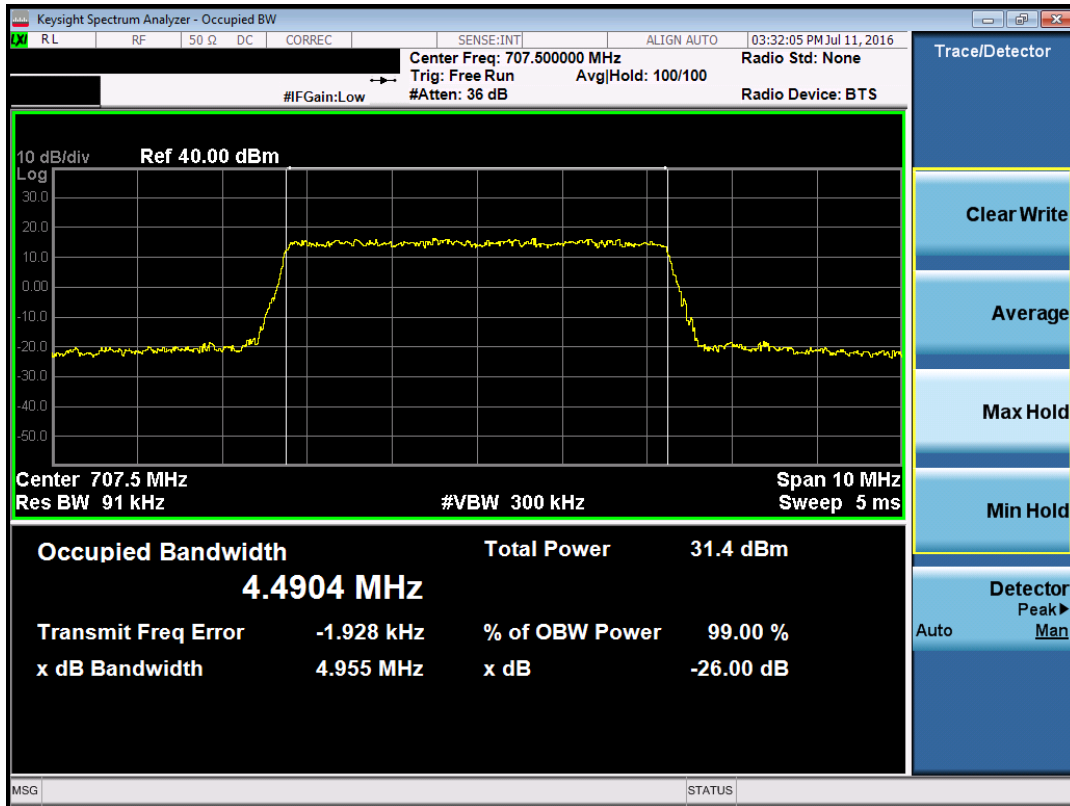 Keysight Spectrum Analyzer - Occupied BW
LXI RL RF 50 Ω DC CORREC SENSE:INT ALIGN AUTO 03:32:05 PM Jul 11, 2016
Center Freq: 707.500000 MHz Radio Std: None
Trig: Free Run Avg|Hold: 100/100
#IFGain:Low #Atten: 36 dB Radio Device: BTS
10 dB/div Ref 40.00 dBm
Log
30.0
20.0
10.0
0.00
-10.0
-20.0
-30.0
-40.0
-50.0
Center 707.5 MHz Span 10 MHz
Res BW 91 kHz #VBW 300 kHz Sweep 5 ms
Occupied Bandwidth Total Power 31.4 dBm
4.4904 MHz
Transmit Freq Error -1.928 kHz % of OBW Power 99.00 %
x dB Bandwidth 4.955 MHz x dB -26.00 dB
MSG STATUS
Trace/Detector
Clear Write
Average
Max Hold
Min Hold
Detector
Peak▶
Auto Man